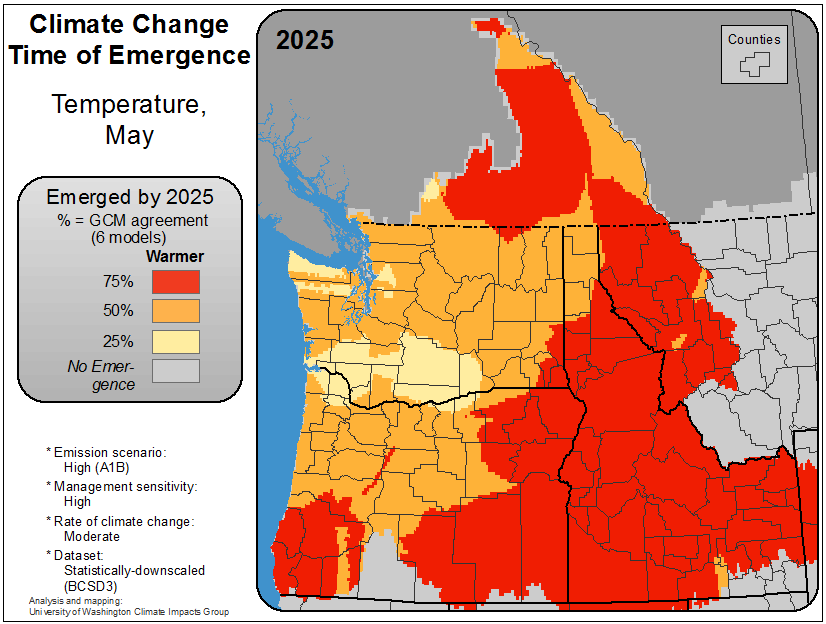 Climate Change
Time of Emergence
Temperature,
May
Emerged by 2025
% = GCM agreement
(6 models)
Warmer
75%
50%
25%
No Emer-
gence
* Emission scenario:
High (A1B)
* Management sensitivity:
High
* Rate of climate change:
Moderate
* Dataset:
Statistically-downscaled
(BCSD3)
Analysis and mapping:
University of Washington Climate Impacts Group
2025
Counties